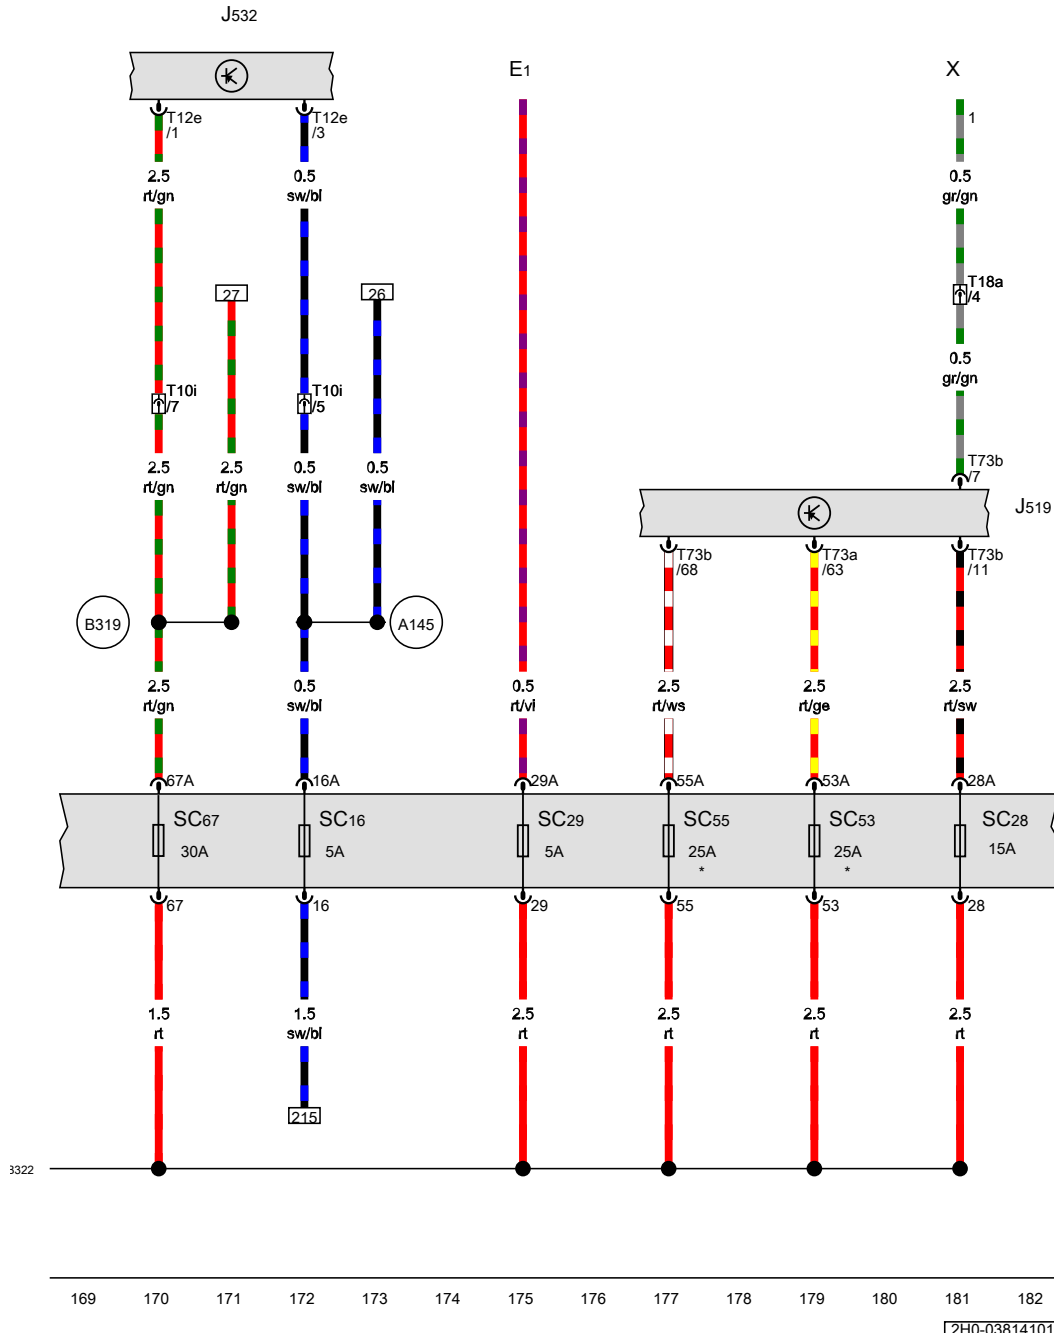 J532
E1
X
T12e
/1
T12e
/3
1
2.5
rt/gn
0.5
sw/bl
0.5
gr/gn
27
26
T18a
/4
0.5
gr/gn
T10i
/7
T10i
/5
2.5
rt/gn
2.5
rt/gn
0.5
sw/bl
0.5
sw/bl
T73b
/7
J519
T73b
/68
T73a
/63
T73b
/11
B319
A145
2.5
rt/gn
0.5
sw/bl
0.5
rt/vi
2.5
rt/ws
2.5
rt/ge
2.5
rt/sw
67A
16A
29A
55A
53A
28A
SC67
30A
SC16
5A
SC29
5A
SC55
25A
*
SC53
25A
*
SC28
15A
67
16
29
55
53
28
1.5
rt
1.5
sw/bl
2.5
rt
2.5
rt
2.5
rt
2.5
rt
215
3322
169 170 171 172 173 174 175 176 177 178 179 180 181 182
2H0-03814101